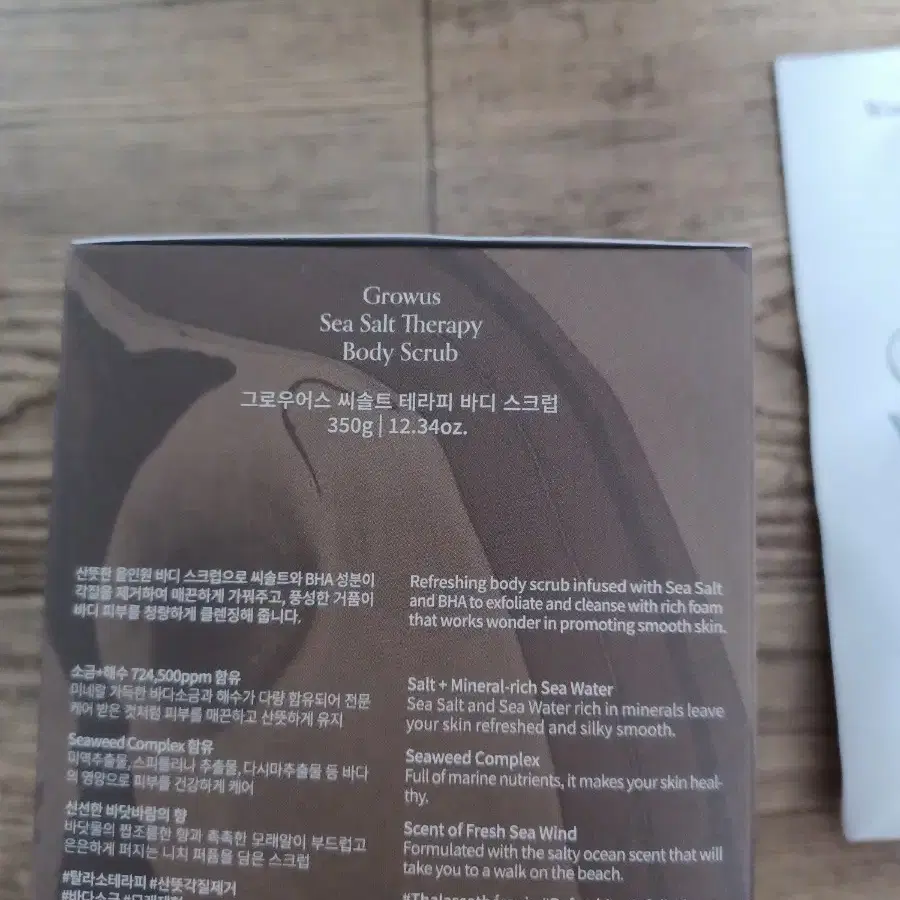 Growus
Sea Salt Therapy
Body Scrub
그로우어스 씨솔트 테라피 바디 스크럽
350g | 12.34oz.
산뜻한 올인원 바디 스크럽으로 씨솔트와 BHA 성분이
각질을 제거하여 매끈하게 가꿔주고, 풍성한 거품이
바디 피부를 청량하게 클렌징해 줍니다.
소금+해수 724,500ppm 함유
미네랄 가득한 바다소금과 해수가 다량 함유되어 전문
케어 받은 것처럼 피부를 매끈하고 산뜻하게 유지
Seaweed Complex 함유
미역추출물, 스피룰리나 추출물, 다시마추출물 등 바다
의 영양으로 피부를 건강하게 케어
신선한 바닷바람의 향
바닷물의 짭조름한 향과 촉촉한 모래알이 부드럽고
은은하게 퍼지는 니치 퍼퓸을 담은 스크럽
#탈라소테라피 #산뜻각질제거
Refreshing body scrub infused with Sea Salt
and BHA to exfoliate and cleanse with rich foam
that works wonder in promoting smooth skin.
Salt + Mineral-rich Sea Water
Sea Salt and Sea Water rich in minerals leave
your skin refreshed and silky smooth.
Seaweed Complex
Full of marine nutrients, it makes your skin heal-
thy.
Scent of Fresh Sea Wind
Formulated with the salty ocean scent that will
take you to a walk on the beach.